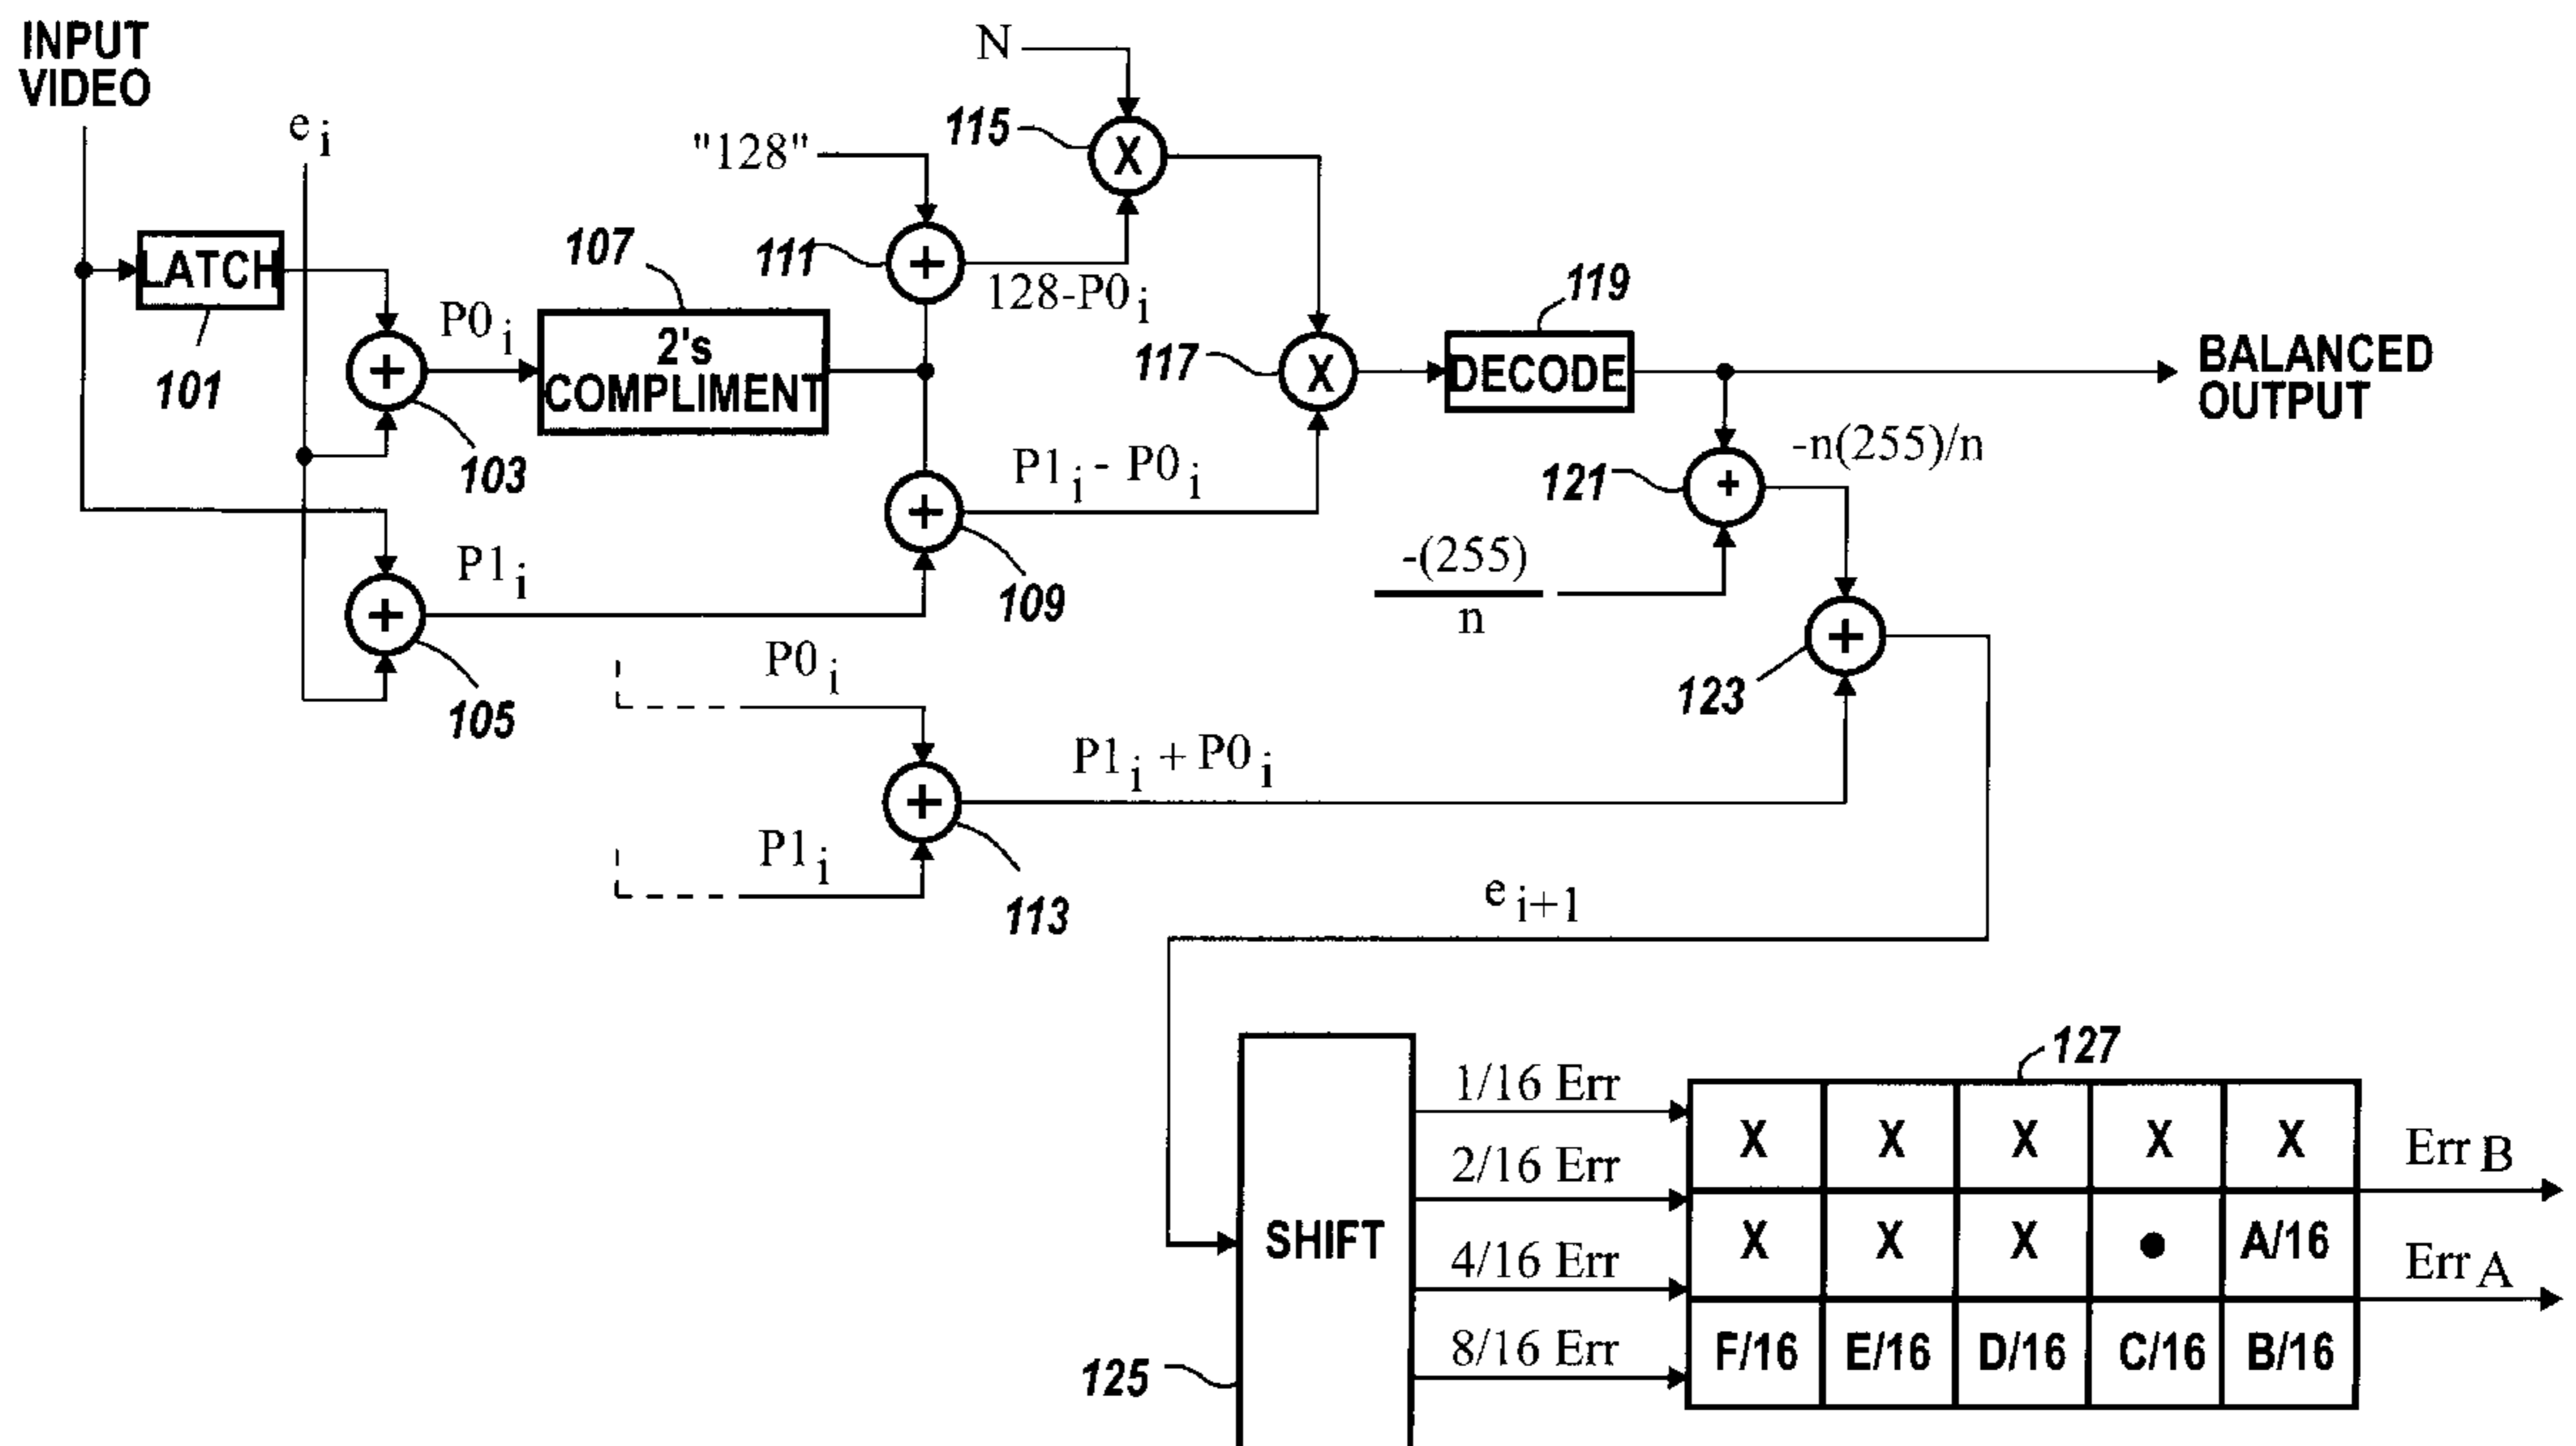 INPUT
VIDEO
e i
N
115
X
"128"
111
+
128-P0 i
LATCH
101
+
103
P0 i
107
2's
COMPLIMENT
117
X
119
DECODE
BALANCED
OUTPUT
P1 i - P0 i
+
109
121
+
-n(255)/n
-(255)
n
P1 i
+
105
+
123
P0 i
P1 i + P0 i
+
P1 i
113
e i+1
SHIFT
125
1/16 Err
2/16 Err
4/16 Err
8/16 Err
127
X X X X X
X X X • A/16
F/16 E/16 D/16 C/16 B/16
Err B
Err A